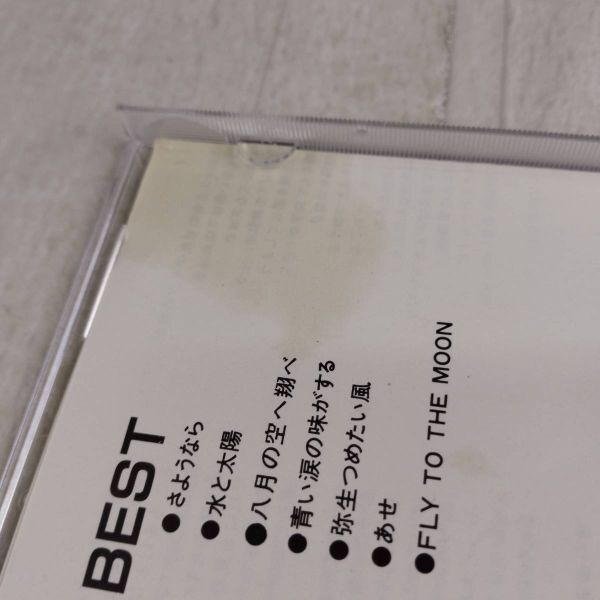 BEST
●さようなら
●水と太陽
●八月の空へ翔べ
●青い涙の味がする
●弥生つめたい風
●あせ
●FLY TO THE MOON